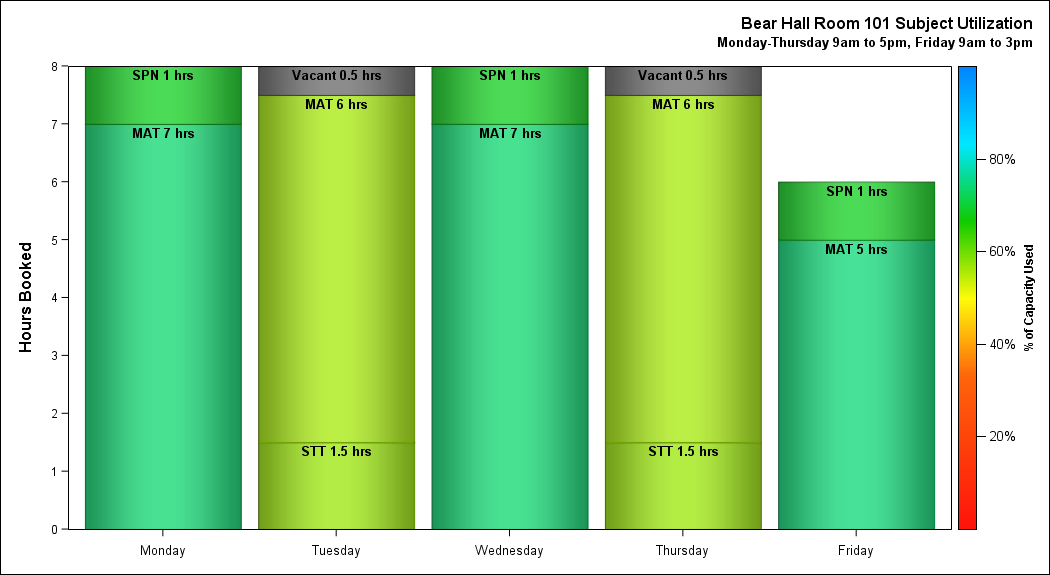 Bear Hall Room 101 Subject Utilization
Monday-Thursday 9am to 5pm, Friday 9am to 3pm
Hours Booked
8
7
6
5
4
3
2
1
0
SPN 1 hrs
MAT 7 hrs
Vacant 0.5 hrs
MAT 6 hrs
STT 1.5 hrs
SPN 1 hrs
MAT 7 hrs
Vacant 0.5 hrs
MAT 6 hrs
STT 1.5 hrs
SPN 1 hrs
MAT 5 hrs
Monday
Tuesday
Wednesday
Thursday
Friday
80%
60%
40%
20%
% of Capacity Used